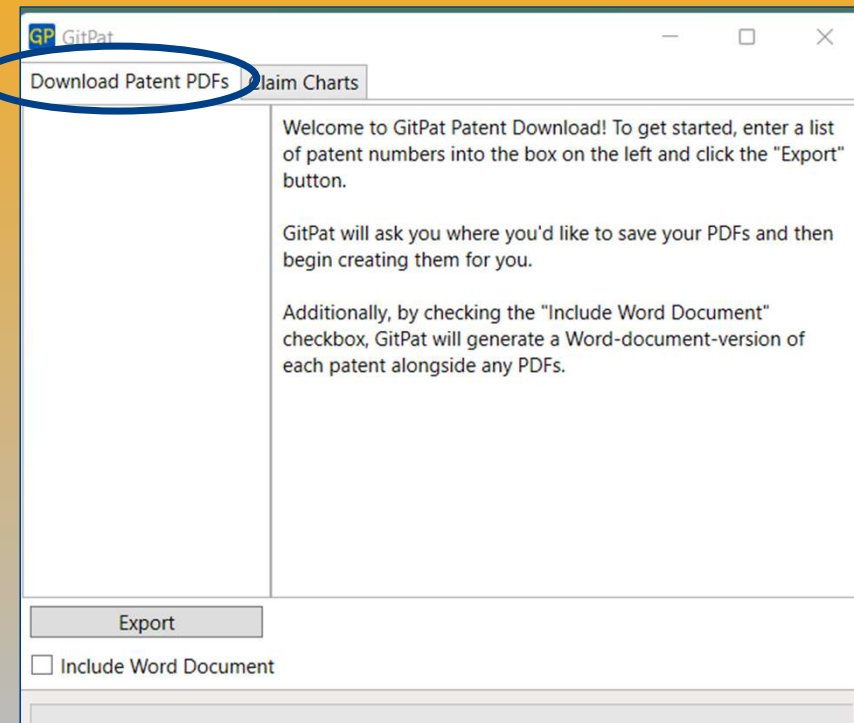 GP GitPat
Download Patent PDFs Claim Charts
Welcome to GitPat Patent Download! To get started, enter a list
of patent numbers into the box on the left and click the "Export"
button.
GitPat will ask you where you'd like to save your PDFs and then
begin creating them for you.
Additionally, by checking the "Include Word Document"
checkbox, GitPat will generate a Word-document-version of
each patent alongside any PDFs.
Export
Include Word Document